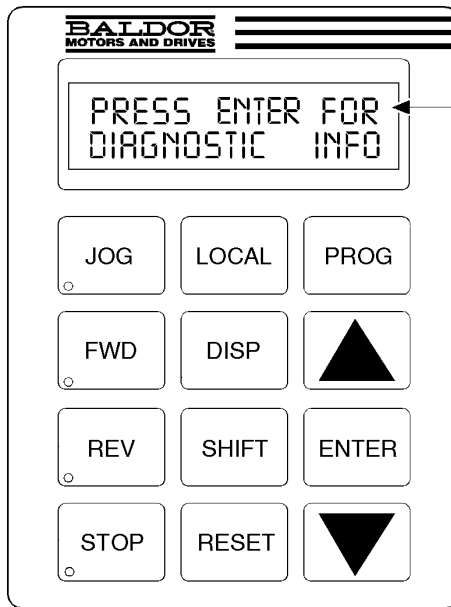 BALDOR
MOTORS AND DRIVES
PRESS ENTER FOR
DIAGNOSTIC INFO
JOG LOCAL PROG
FWD DISP
REV SHIFT ENTER
STOP RESET